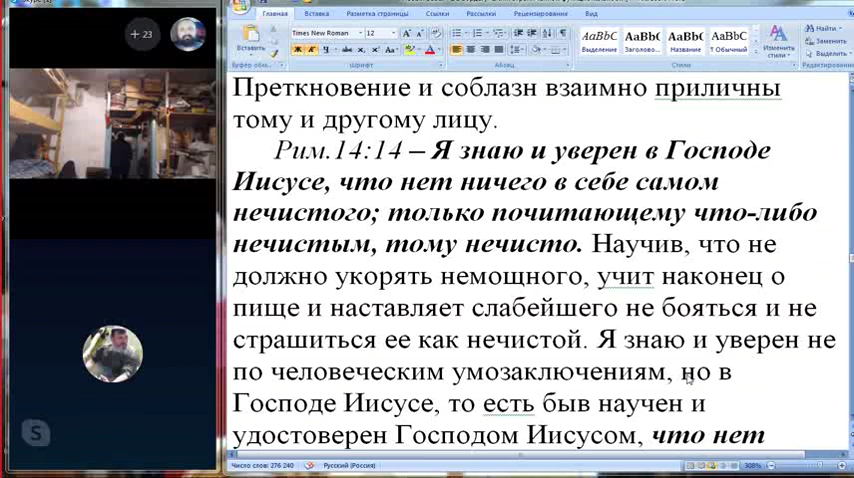 + 23
Главная Вставка Разметка страницы Ссылки Рассылки Рецензирование Вид
Вставить
Times New Roman 12
Шрифт Абзац Стили
АаВbС АаВbС АаВbС АаВbС
Выделение Заголово... Название Т Обычный
Изменить стили
Найти
Заменить
Выделить
Преткновение и соблазн взаимно приличны
тому и другому лицу.
Рим.14:14 – Я знаю и уверен в Господе
Иисусе, что нет ничего в себе самом
нечистого; только почитающему что-либо
нечистым, тому нечисто. Научив, что не
должно укорять немощного, учит наконец о
пище и наставляет слабейшего не бояться и не
страшиться ее как нечистой. Я знаю и уверен не
по человеческим умозаключениям, но в
Господе Иисусе, то есть быв научен и
удостоверен Господом Иисусом, что нет
Число слов: 276 240 Русский (Россия) 308%